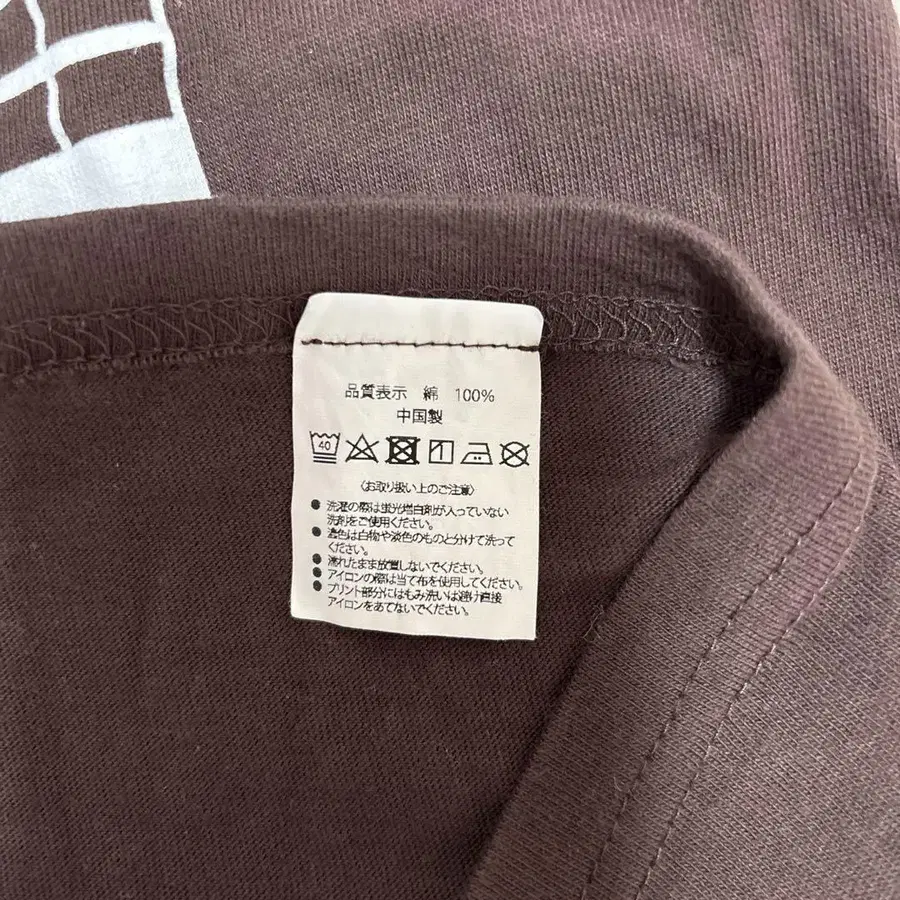 品質表示 綿 100%
中国製
40
〈お取り扱い上のご注意〉
● 洗濯の際は蛍光増白剤が入っていない
洗剤をご使用ください。
● 濃色は白物や淡色のものと分けて洗って
ください。
● 濡れたまま放置しないでください。
● アイロンの際は当て布を使用してください。
● プリント部分にはもみ洗いは避け直接
アイロンをあてないでください。